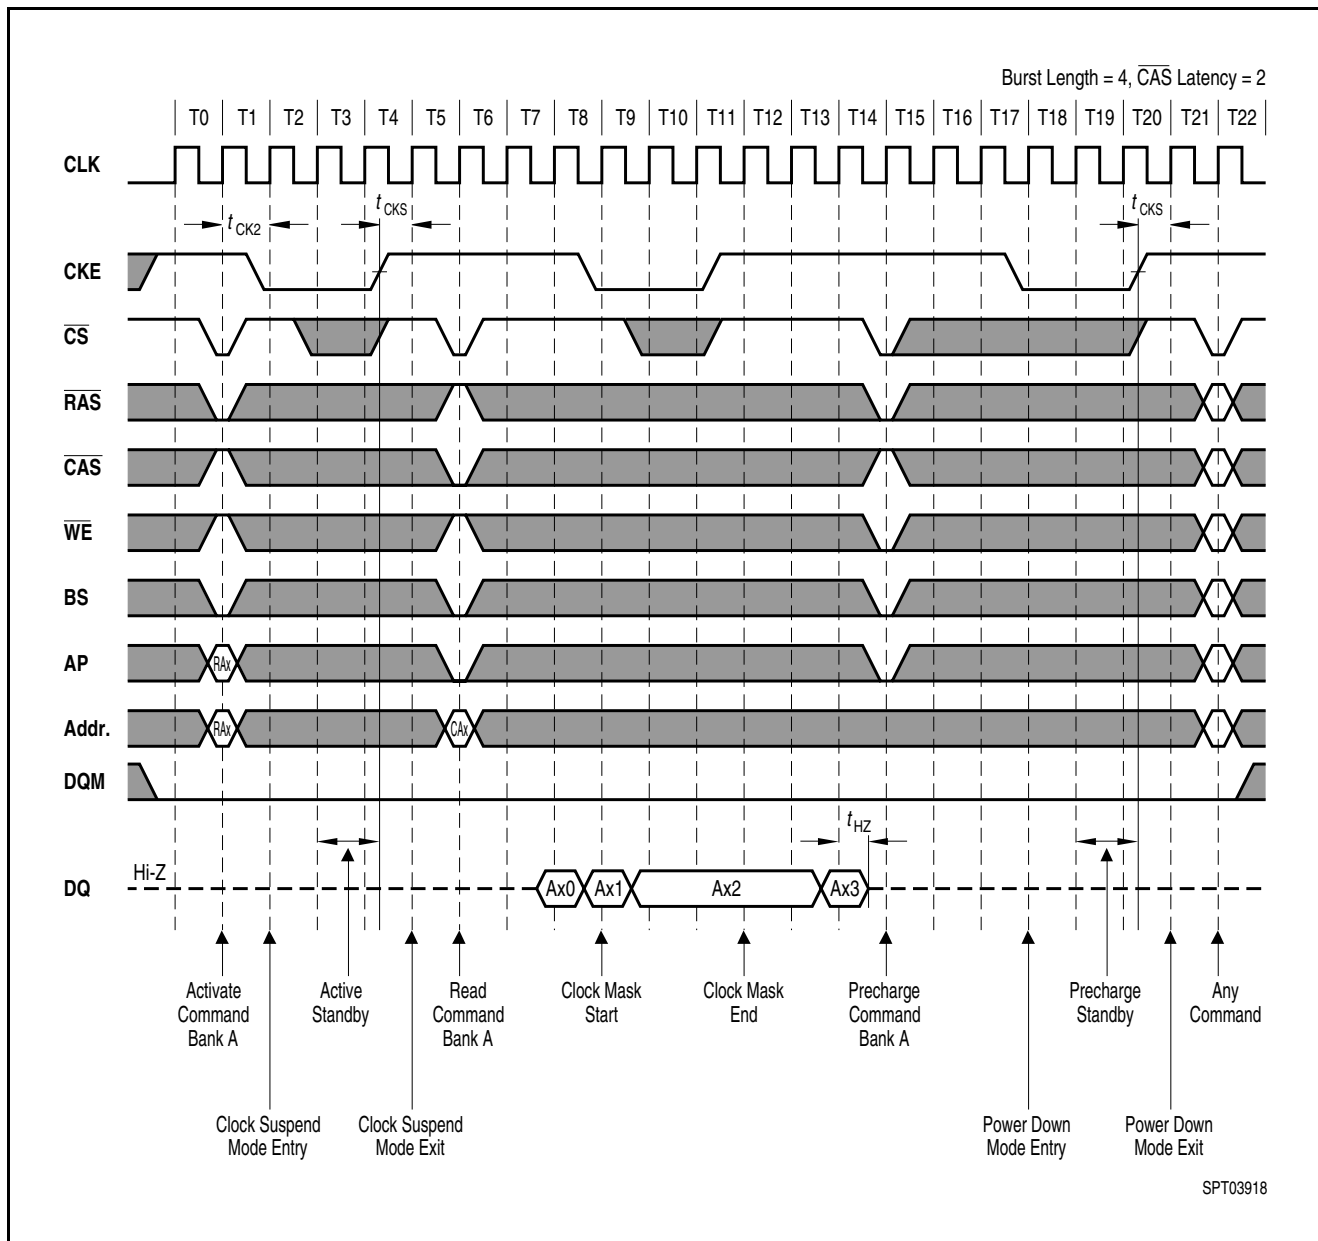 Burst Length = 4, CAS Latency = 2
T0 T1 T2 T3 T4 T5 T6 T7 T8 T9 T10 T11 T12 T13 T14 T15 T16 T17 T18 T19 T20 T21 T22
CLK
t CK2
t CKS
t CKS
CKE
CS
RAS
CAS
WE
BS
AP
RAx
Addr.
RAx
CAx
DQM
t HZ
Hi-Z
DQ
Ax0
Ax1
Ax2
Ax3
Activate
Command
Bank A
Active
Standby
Read
Command
Bank A
Clock Mask
Start
Clock Mask
End
Precharge
Command
Bank A
Precharge
Standby
Any
Command
Clock Suspend
Mode Entry
Clock Suspend
Mode Exit
Power Down
Mode Entry
Power Down
Mode Exit
SPT03918